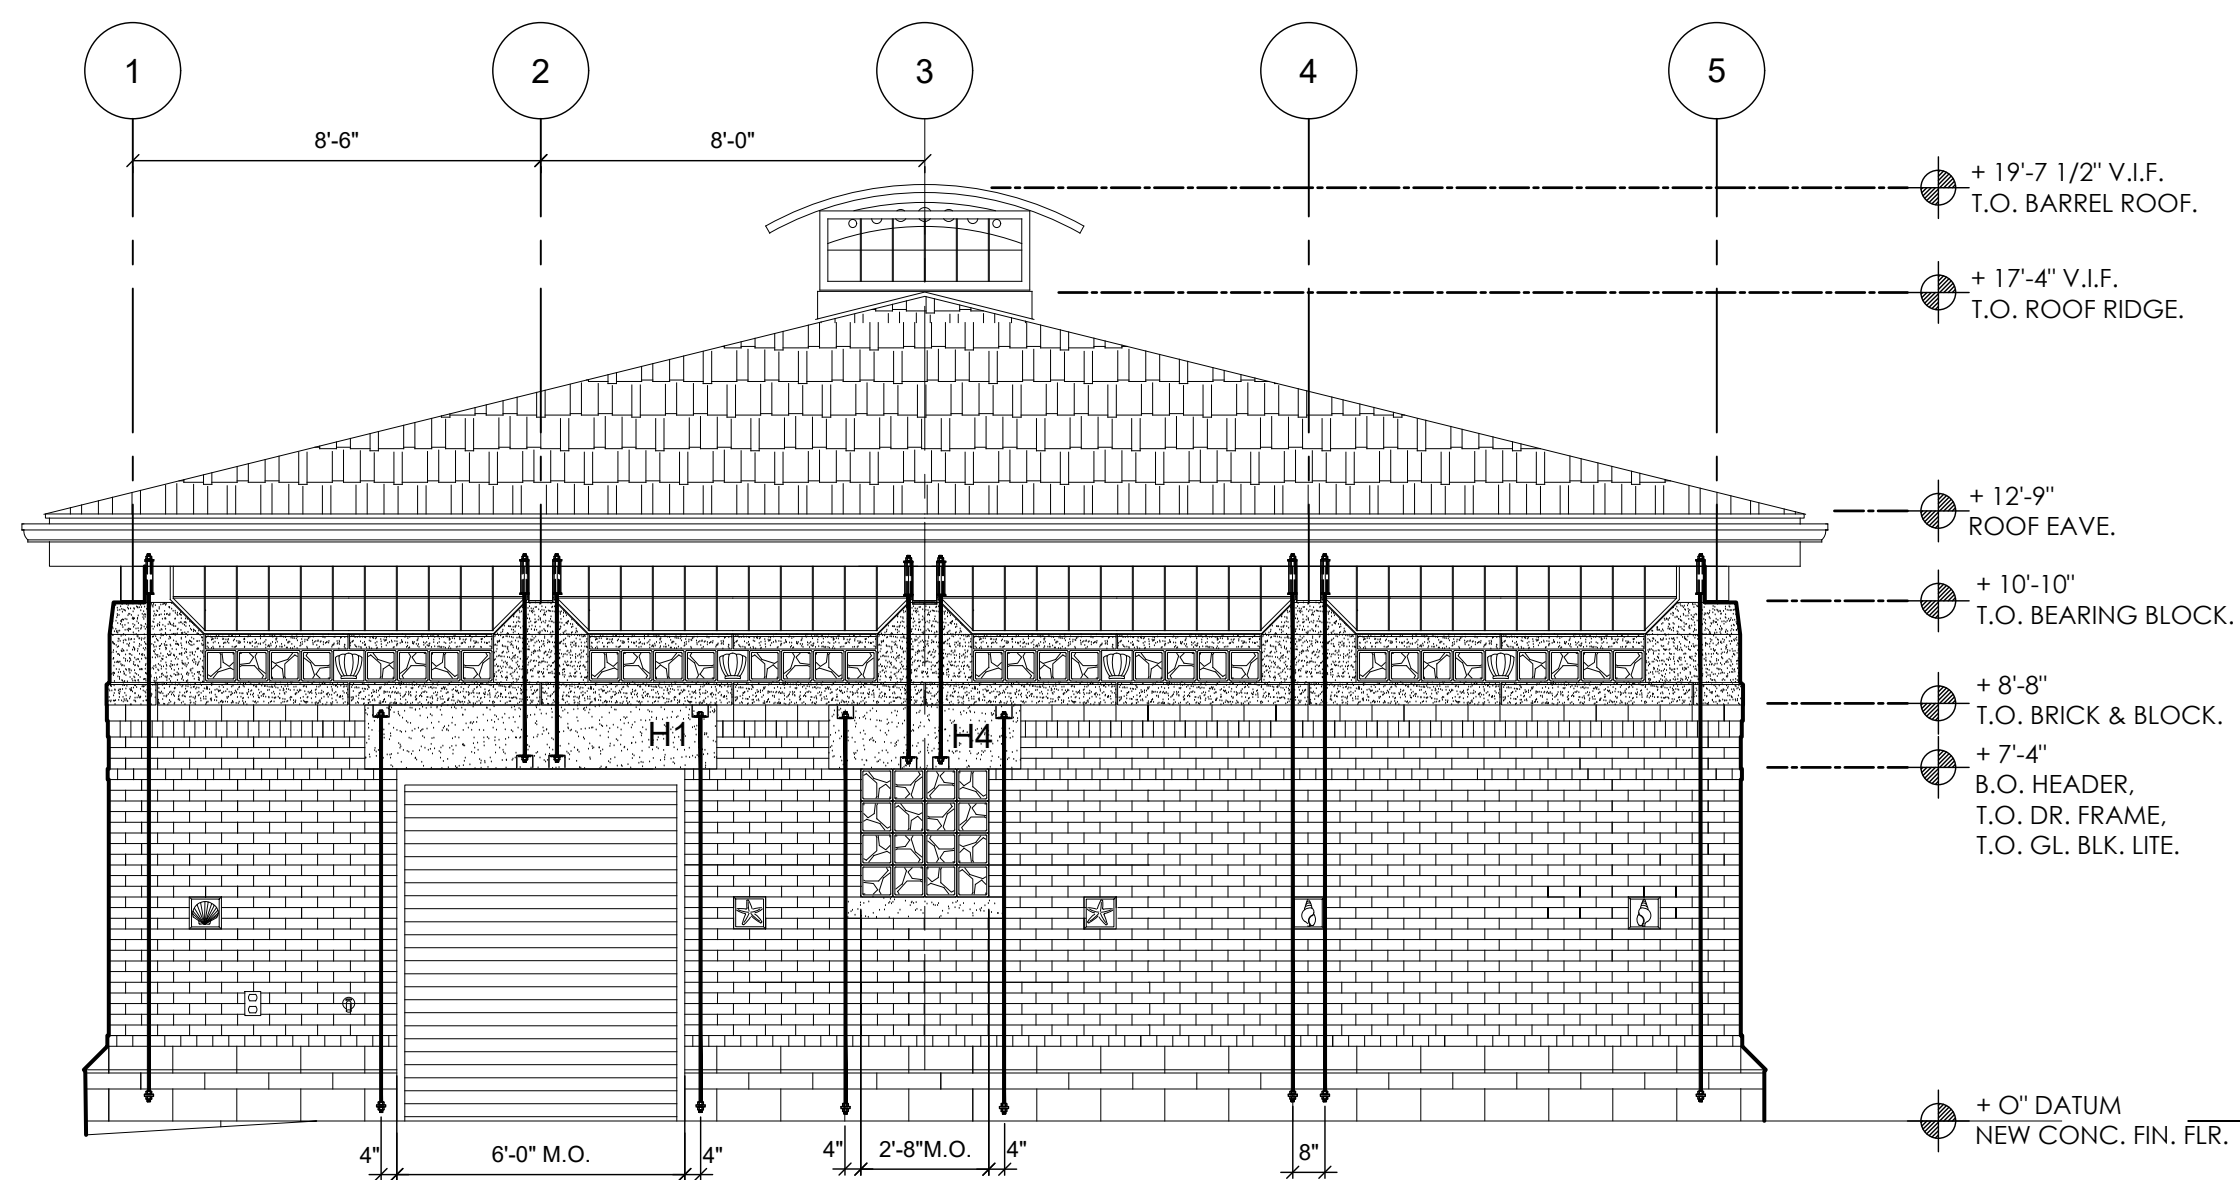 1
2
3
4
5
8'-6"
8'-0"
+ 19'-7 1/2" V.I.F.
T.O. BARREL ROOF.
+ 17'-4" V.I.F.
T.O. ROOF RIDGE.
+ 12'-9"
ROOF EAVE.
+ 10'-10"
T.O. BEARING BLOCK.
+ 8'-8"
T.O. BRICK & BLOCK.
H1
H4
+ 7'-4"
B.O. HEADER,
T.O. DR. FRAME,
T.O. GL. BLK. LITE.
+ O" DATUM
NEW CONC. FIN. FLR.
4"
6'-0" M.O.
4"
4"
2'-8"M.O.
4"
8"